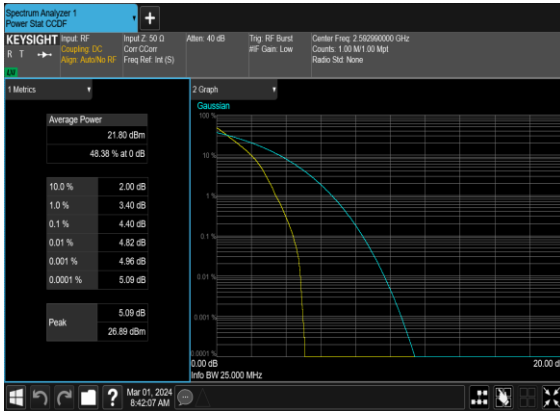 Spectrum Analyzer 1
Power Stat CCDF
KEYSIGHT
R T
Input: RF
Coupling: DC
Align: Auto/No RF
Input Z: 50 Ω
Corr CCorr
Freq Ref: Int (S)
Atten: 40 dB
Trig: RF Burst
#IF Gain: Low
Center Freq: 2.592990000 GHz
Counts: 1.00 M/1.00 Mpt
Radio Std: None
1 Metrics
Average Power
21.80 dBm
48.38 % at 0 dB
10.0 % 2.00 dB
1.0 % 3.40 dB
0.1 % 4.40 dB
0.01 % 4.82 dB
0.001 % 4.96 dB
0.0001 % 5.09 dB
Peak
5.09 dB
26.89 dBm
2 Graph
Gaussian
100 %
10 %
1 %
0.1 %
0.01 %
0.001 %
0.0001 %
0.00 dB
20.00 d
Info BW 25.000 MHz
?
Mar 01, 2024
8:42:07 AM